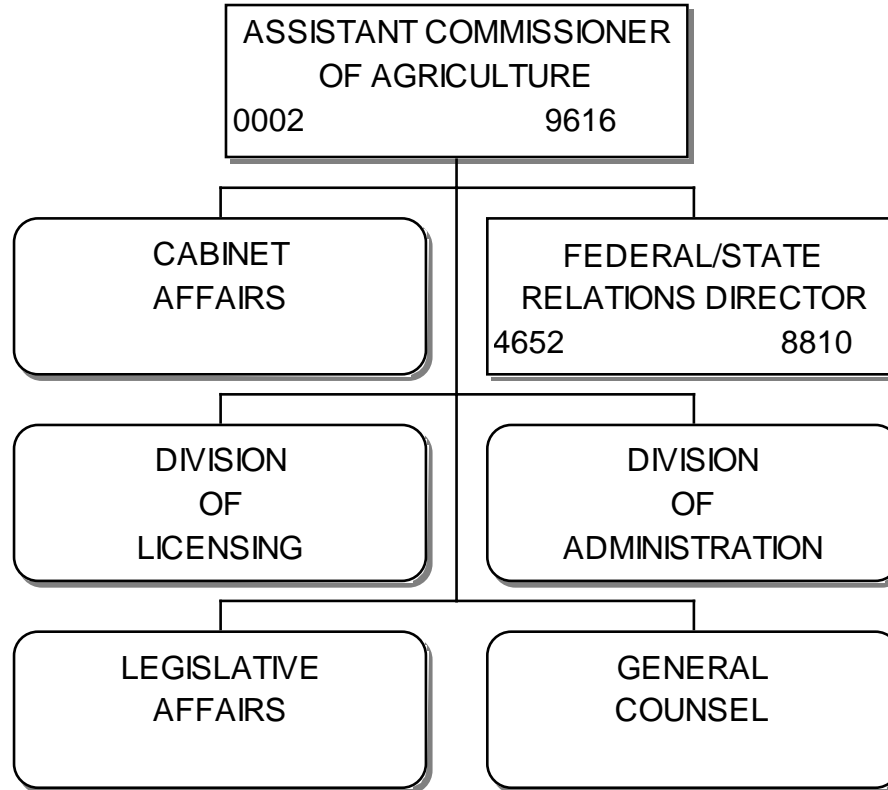 ASSISTANT COMMISSIONER
OF AGRICULTURE
0002 9616
CABINET
AFFAIRS
FEDERAL/STATE
RELATIONS DIRECTOR
4652 8810
DIVISION
OF
LICENSING
DIVISION
OF
ADMINISTRATION
LEGISLATIVE
AFFAIRS
GENERAL
COUNSEL